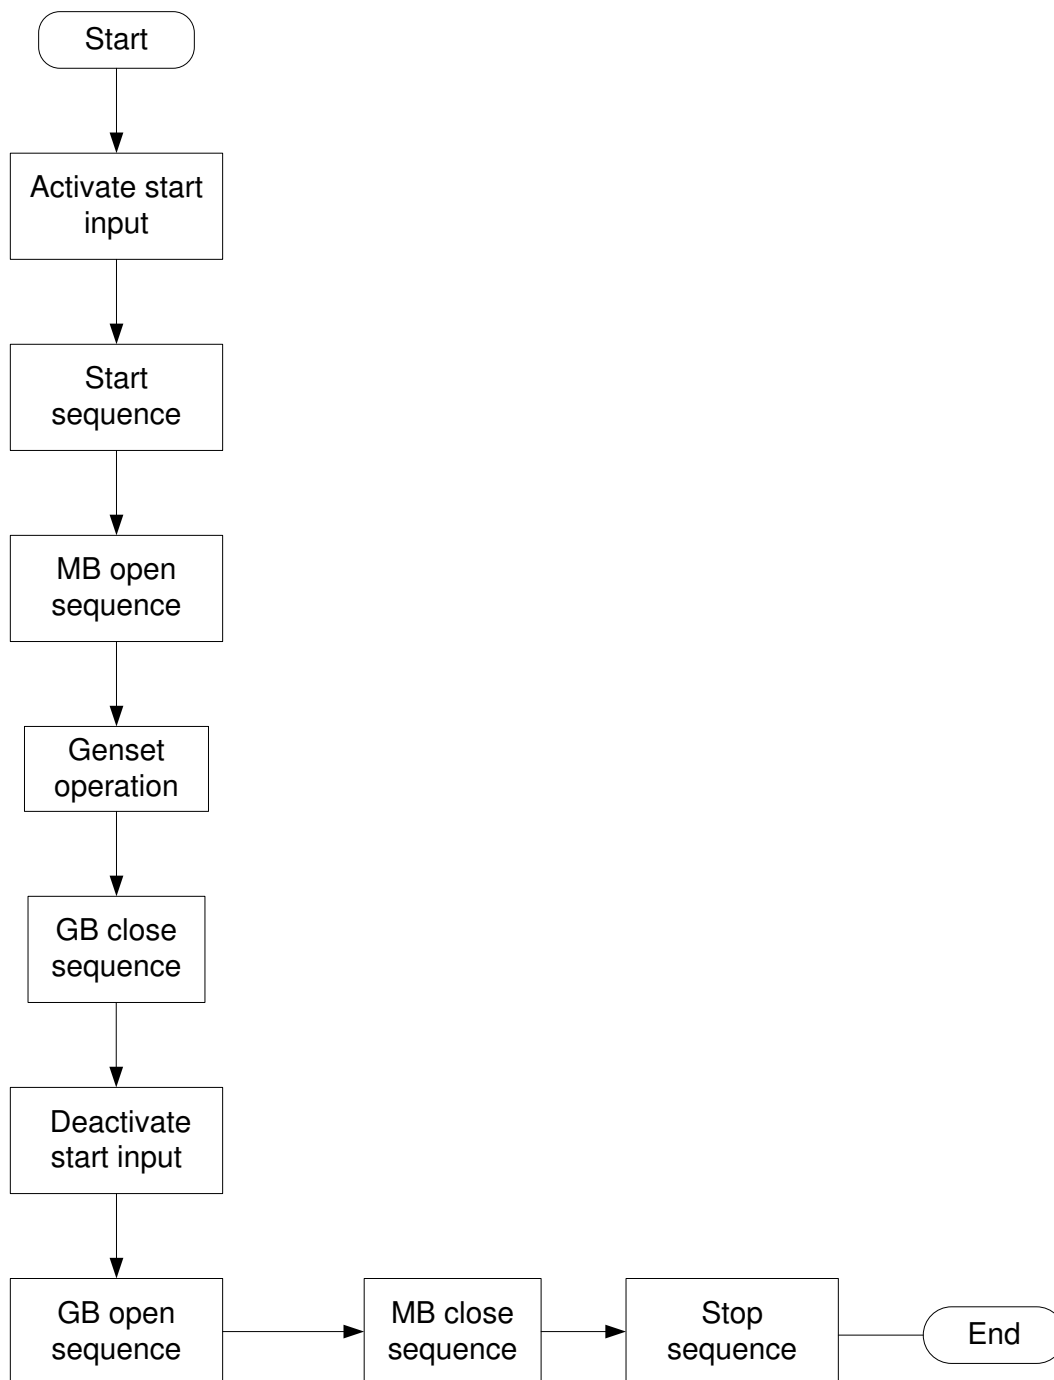 Start
Activate start
input
Start
sequence
MB open
sequence
Genset
operation
GB close
sequence
Deactivate
start input
GB open
sequence
MB close
sequence
Stop
sequence
End